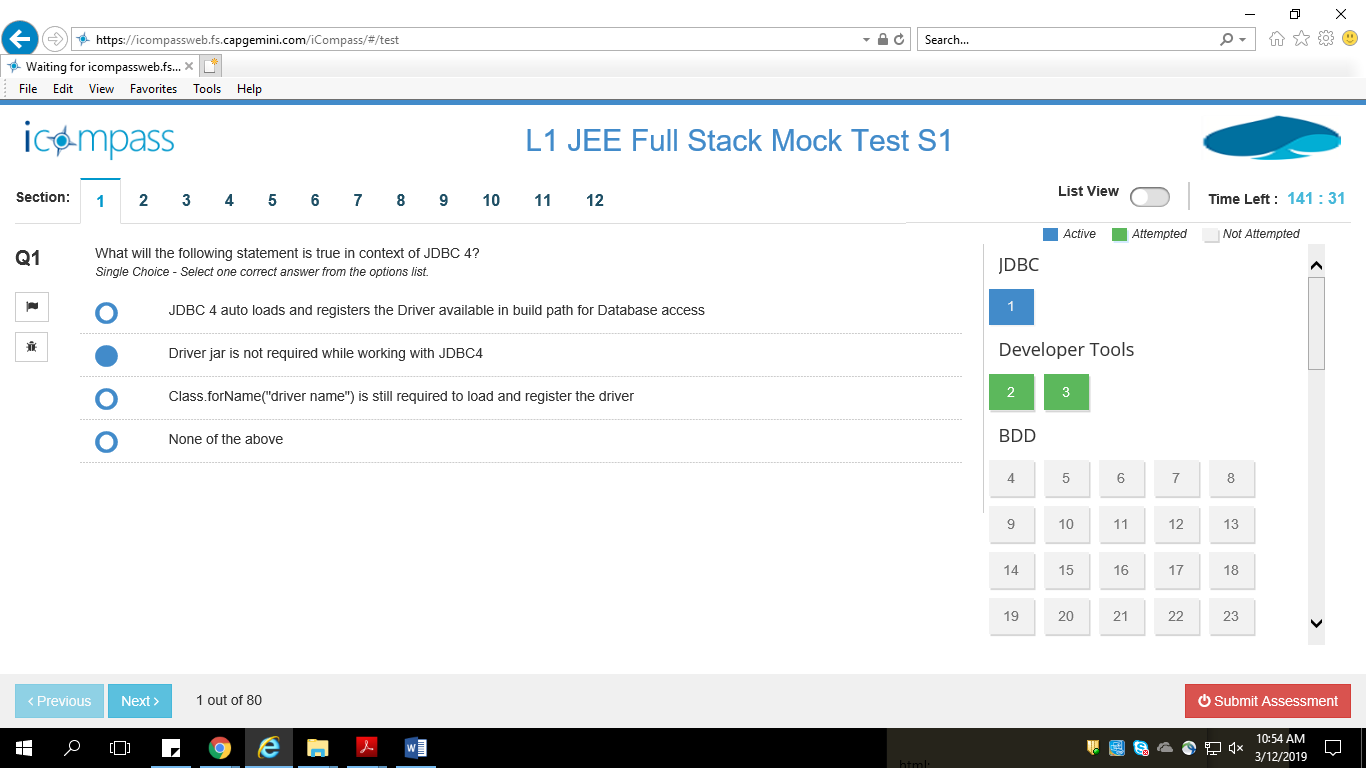 https://icompassweb.fs.capgemini.com/iCompass/#/test
Search...
Waiting for icompassweb.fs...
File Edit View Favorites Tools Help
icompass
L1 JEE Full Stack Mock Test S1
Section: 1 2 3 4 5 6 7 8 9 10 11 12
List View
Time Left : 141 : 31
Active Attempted Not Attempted
Q1
What will the following statement is true in context of JDBC 4?
Single Choice - Select one correct answer from the options list.
JDBC 4 auto loads and registers the Driver available in build path for Database access
Driver jar is not required while working with JDBC4
Class.forName("driver name") is still required to load and register the driver
None of the above
JDBC
1
Developer Tools
2 3
BDD
4 5 6 7 8
9 10 11 12 13
14 15 16 17 18
19 20 21 22 23
< Previous
Next >
1 out of 80
Submit Assessment
html:
10:54 AM
3/12/2019